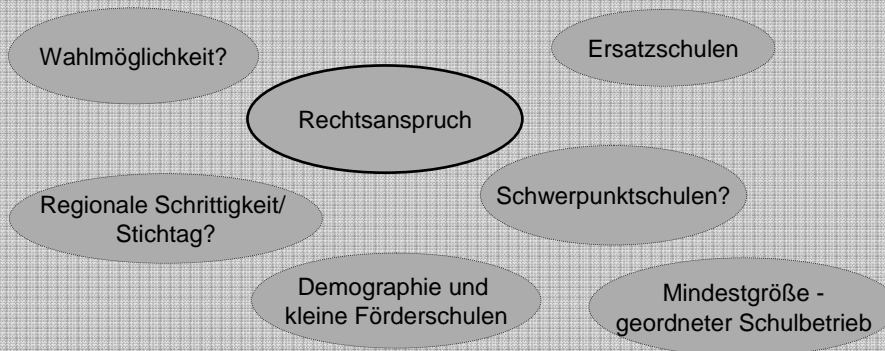 Wahlmöglichkeit?
Ersatzschulen
Rechtsanspruch
Schwerpunktschulen?
Regionale Schrittigkeit/
Stichtag?
Demographie und
kleine Förderschulen
Mindestgröße -
geordneter Schulbetrieb